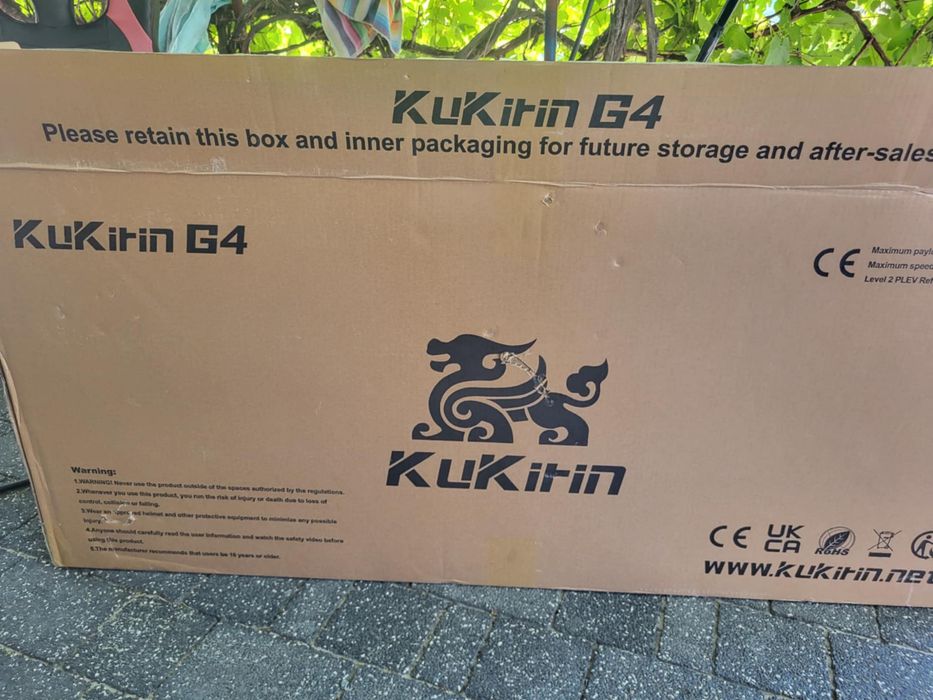 KuKirin G4
Please retain this box and inner packaging for future storage and after-sales
KuKirin G4
CE
Maximum
Maximum speed
Level 2 PLEV
KuKirin
Warning:
1.WARNING! Never use the product outside of the spaces authorized by the regulations.
2.Whenever you use this product, you run the risk of injury or death due to loss of
control, collision or falling.
3.Wear an approved helmet and other protective equipment to minimize any possible
injury.
4.Anyone should carefully read the user information and watch the safety video before
using this product.
5.The manufacturer recommends that users be 16 years or older.
CE UK CA RoHS
www.kukirin.net